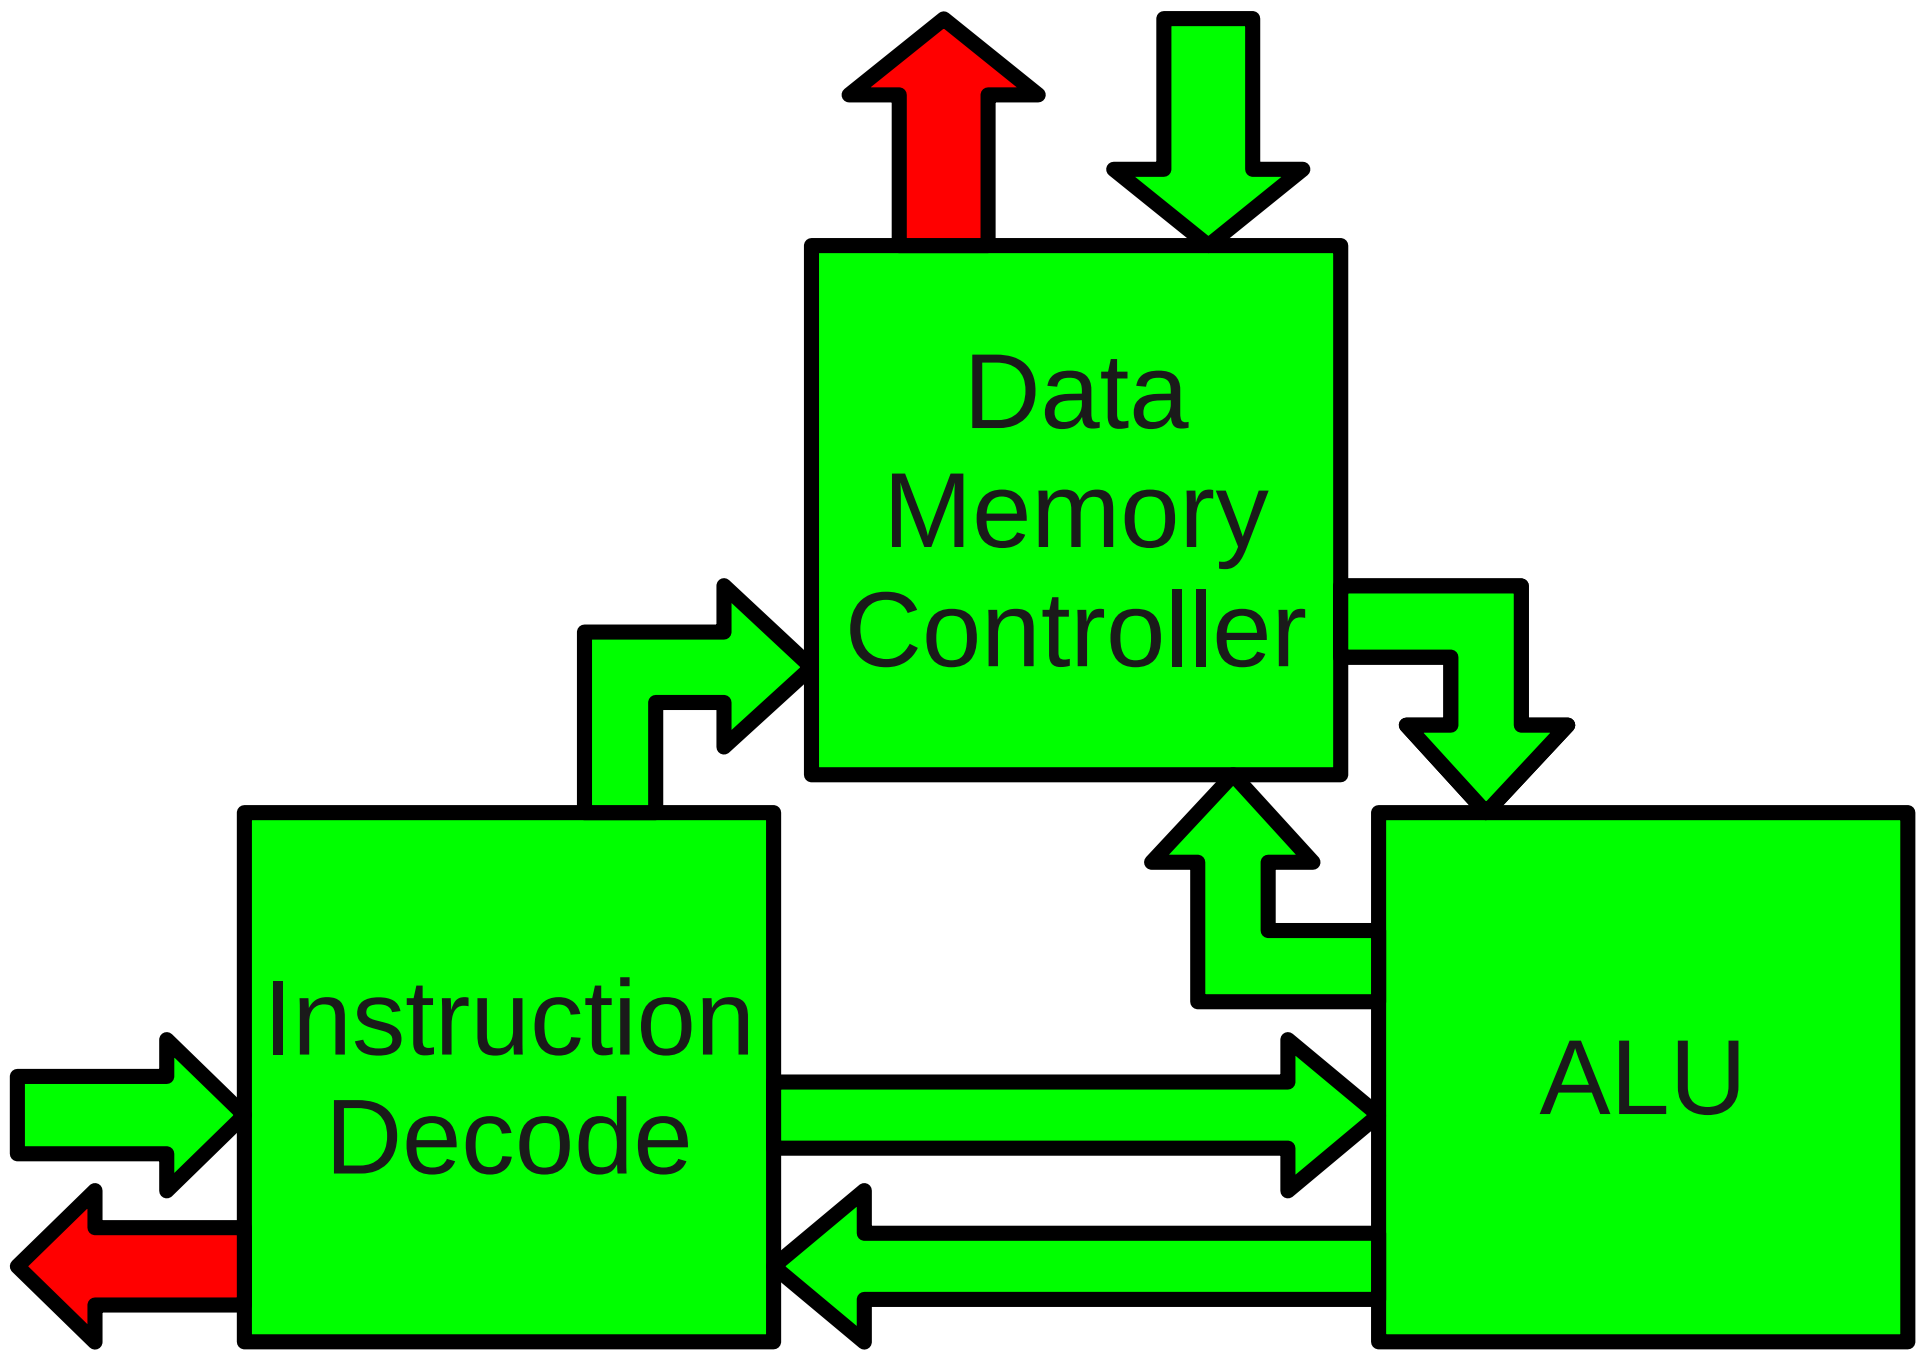 Data
Memory
Controller
Instruction
Decode
ALU